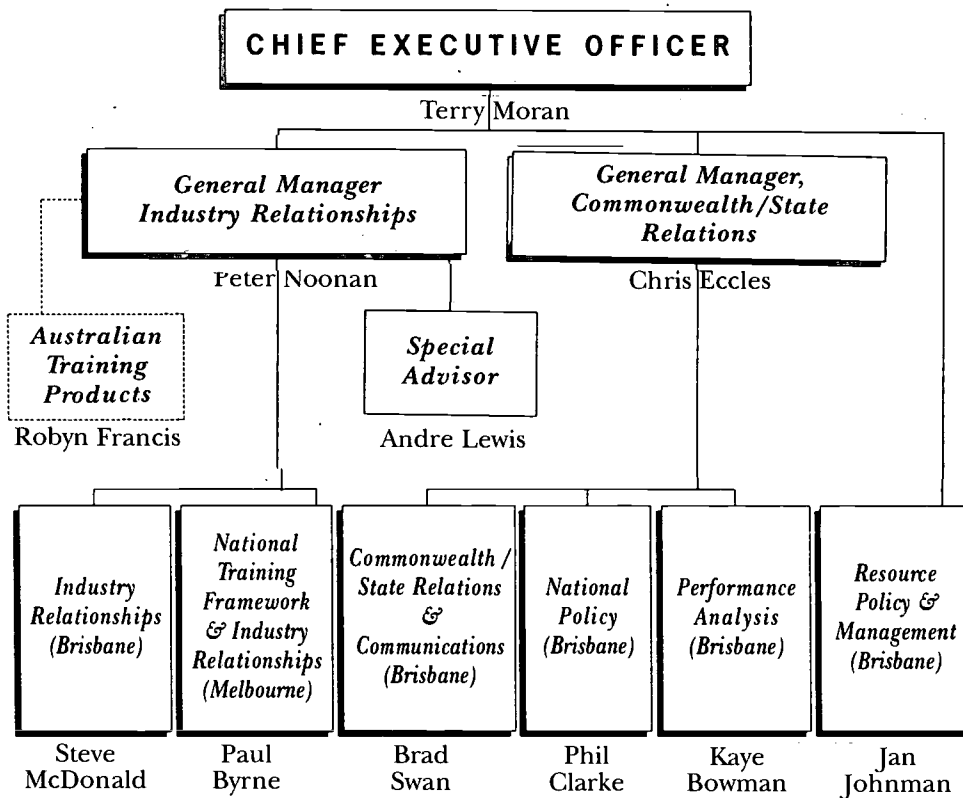 CHIEF EXECUTIVE OFFICER
Terry Moran
General Manager
Industry Relationships
Peter Noonan
General Manager,
Commonwealth/State
Relations
Chris Eccles
Australian
Training
Products
Robyn Francis
Special
Advisor
Andre Lewis
Industry
Relationships
(Brisbane)
Steve
McDonald
National
Training
Framework
& Industry
Relationships
(Melbourne)
Paul
Byrne
Commonwealth /
State Relations
&
Communications
(Brisbane)
Brad
Swan
National
Policy
(Brisbane)
Phil
Clarke
Performance
Analysis
(Brisbane)
Kaye
Bowman
Resource
Policy &
Management
(Brisbane)
Jan
Johnman